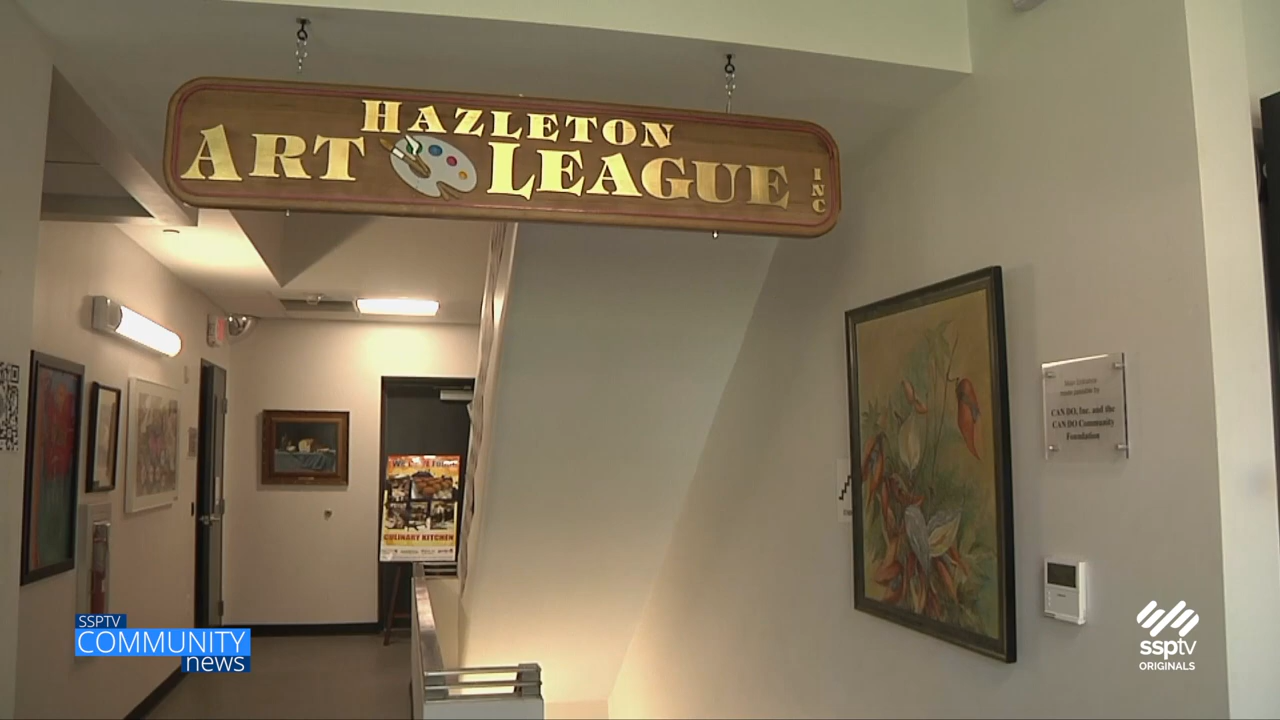 HAZLETON
ART LEAGUE INC
CAN DO, Inc. and the
CAN DO Community
Foundation
CULINARY KITCHEN
SSPTV
COMMUNITY
news
ssptv
ORIGINALS